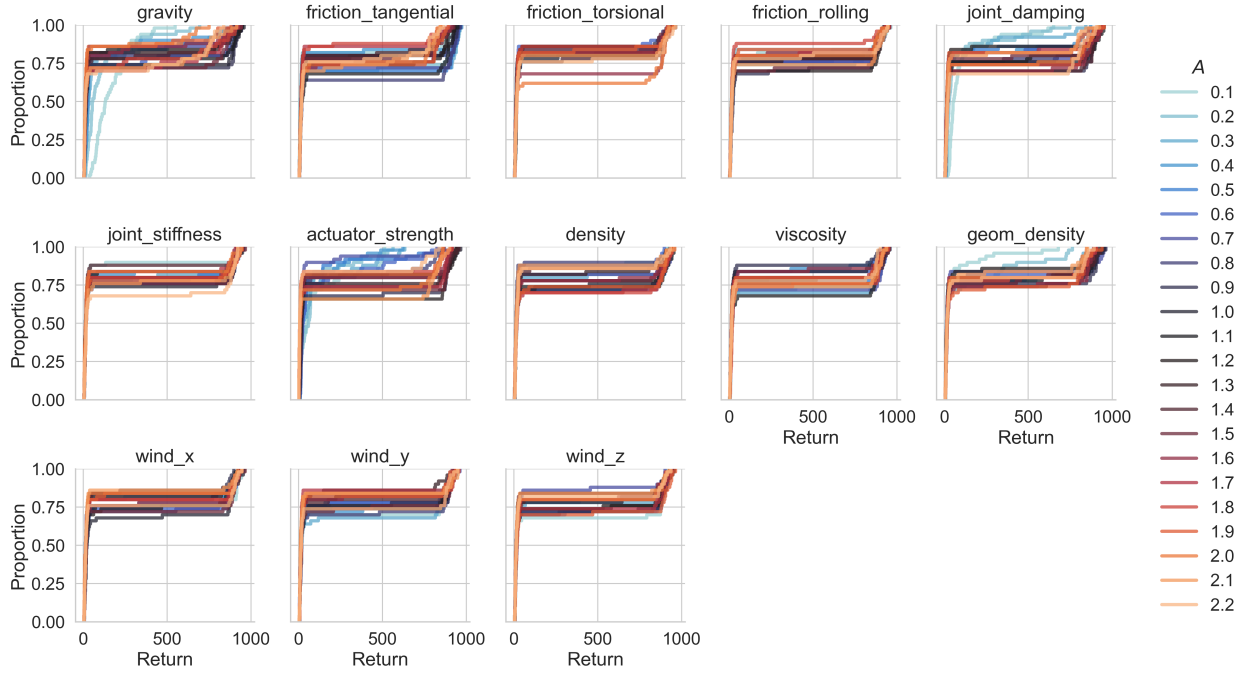 gravity
friction_tangential
friction_torsional
friction_rolling
joint_damping
1.00
0.75
0.50
0.25
0.00
Proportion
joint_stiffness
actuator_strength
density
viscosity
geom_density
1.00
0.75
0.50
0.25
0.00
Proportion
0 500 1000
Return
0 500 1000
Return
wind_x
wind_y
wind_z
1.00
0.75
0.50
0.25
0.00
Proportion
0 500 1000
Return
0 500 1000
Return
0 500 1000
Return
A
0.1
0.2
0.3
0.4
0.5
0.6
0.7
0.8
0.9
1.0
1.1
1.2
1.3
1.4
1.5
1.6
1.7
1.8
1.9
2.0
2.1
2.2